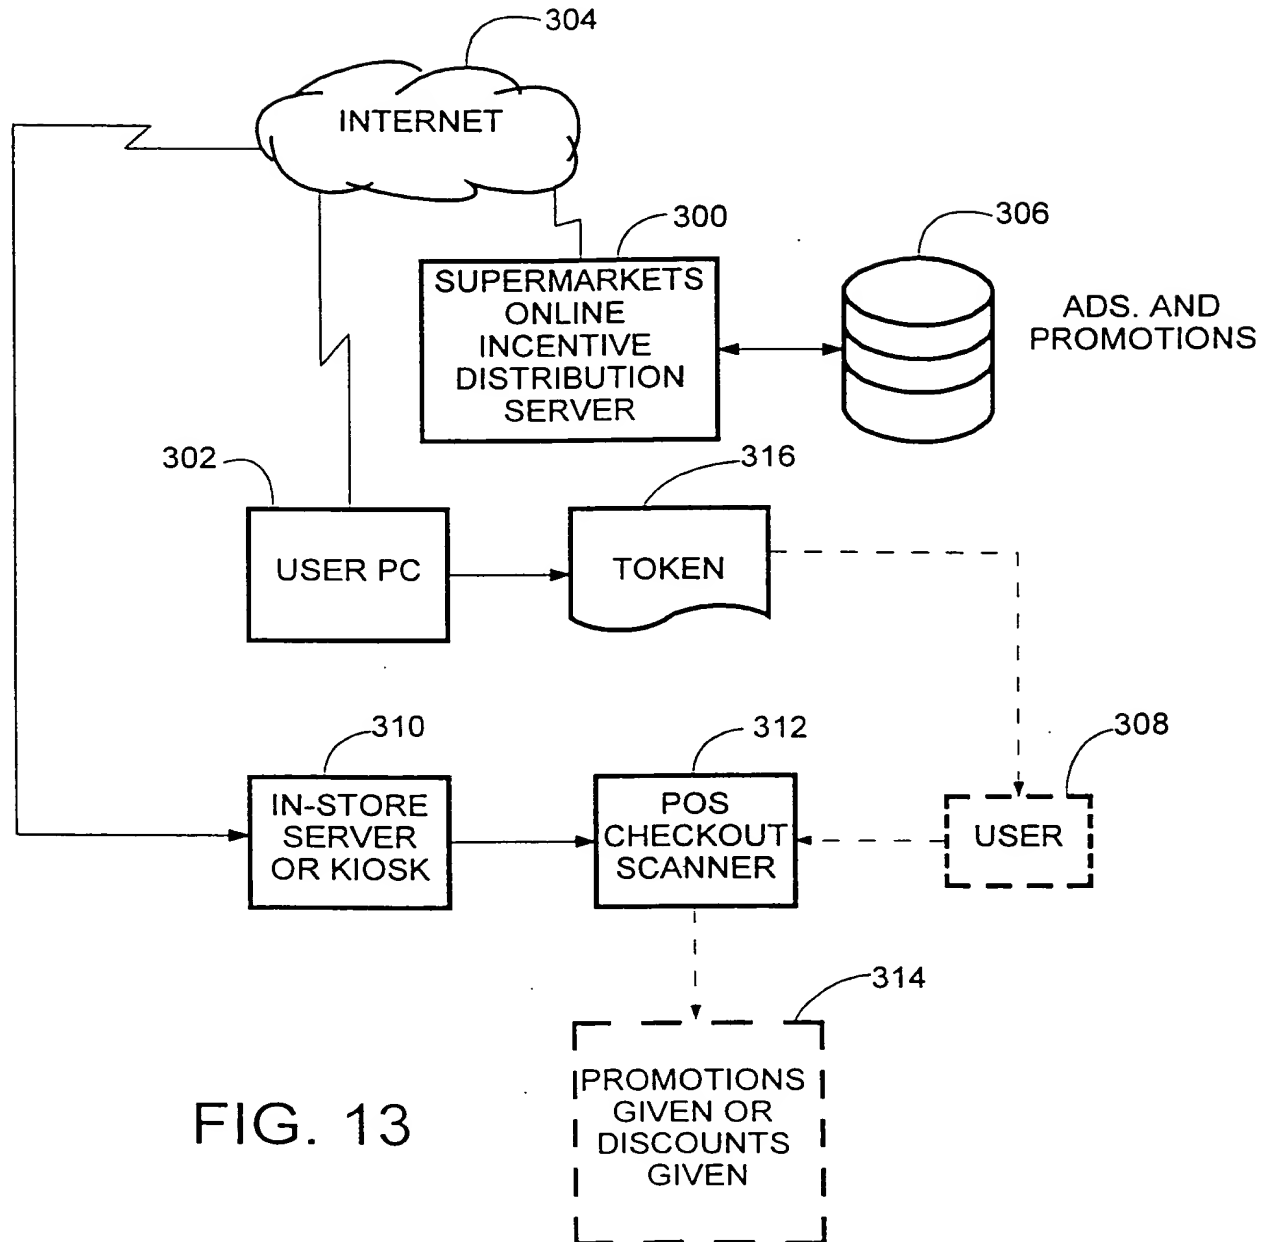 304
INTERNET
300
306
SUPERMARKETS
ONLINE
INCENTIVE
DISTRIBUTION
SERVER
ADS. AND
PROMOTIONS
302
316
USER PC
TOKEN
310
312
308
IN-STORE
SERVER
OR KIOSK
POS
CHECKOUT
SCANNER
USER
314
PROMOTIONS
GIVEN OR
DISCOUNTS
GIVEN
FIG. 13